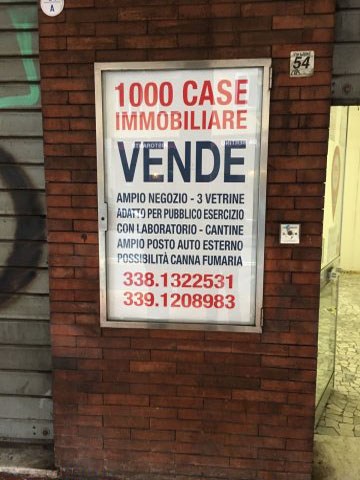 A
54
1000 CASE
IMMOBILIARE
VENDE
AMPIO NEGOZIO - 3 VETRINE
ADATTO PER PUBBLICO ESERCIZIO
CON LABORATORIO - CANTINE
AMPIO POSTO AUTO ESTERNO
POSSIBILITÀ CANNA FUMARIA
338.1322531
339.1208983